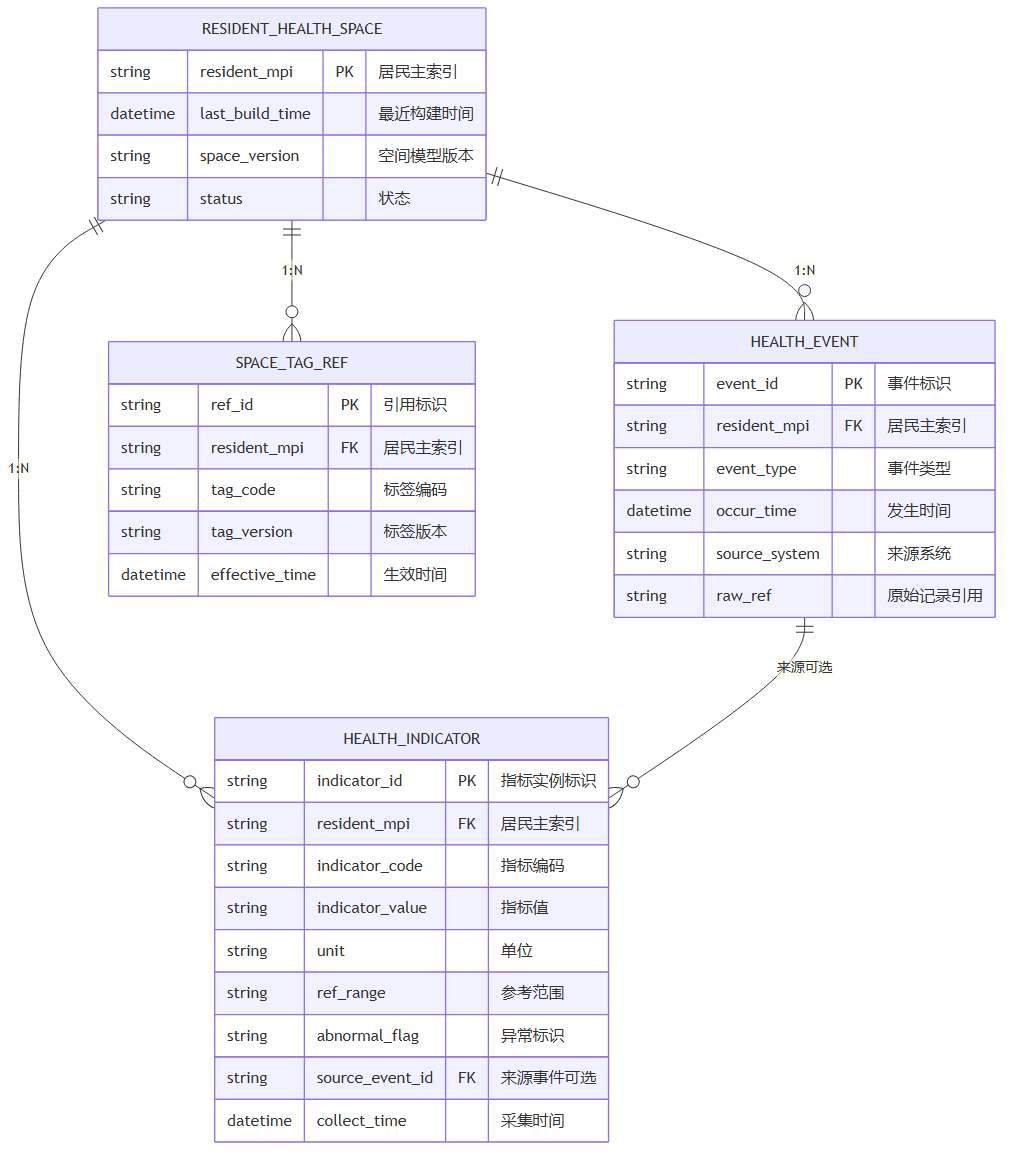 RESIDENT_HEALTH_SPACE
string resident_mpi PK 居民主索引
datetime last_build_time 最近构建时间
string space_version 空间模型版本
string status 状态
1:N
1:N
1:N
SPACE_TAG_REF
string ref_id PK 引用标识
string resident_mpi FK 居民主索引
string tag_code 标签编码
string tag_version 标签版本
datetime effective_time 生效时间
HEALTH_EVENT
string event_id PK 事件标识
string resident_mpi FK 居民主索引
string event_type 事件类型
datetime occur_time 发生时间
string source_system 来源系统
string raw_ref 原始记录引用
来源可选
HEALTH_INDICATOR
string indicator_id PK 指标实例标识
string resident_mpi FK 居民主索引
string indicator_code 指标编码
string indicator_value 指标值
string unit 单位
string ref_range 参考范围
string abnormal_flag 异常标识
string source_event_id FK 来源事件可选
datetime collect_time 采集时间